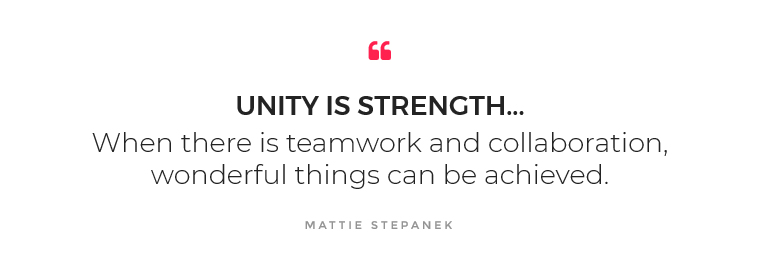 ❝
UNITY IS STRENGTH...
When there is teamwork and collaboration,
wonderful things can be achieved.
MATTIE STEPANEK